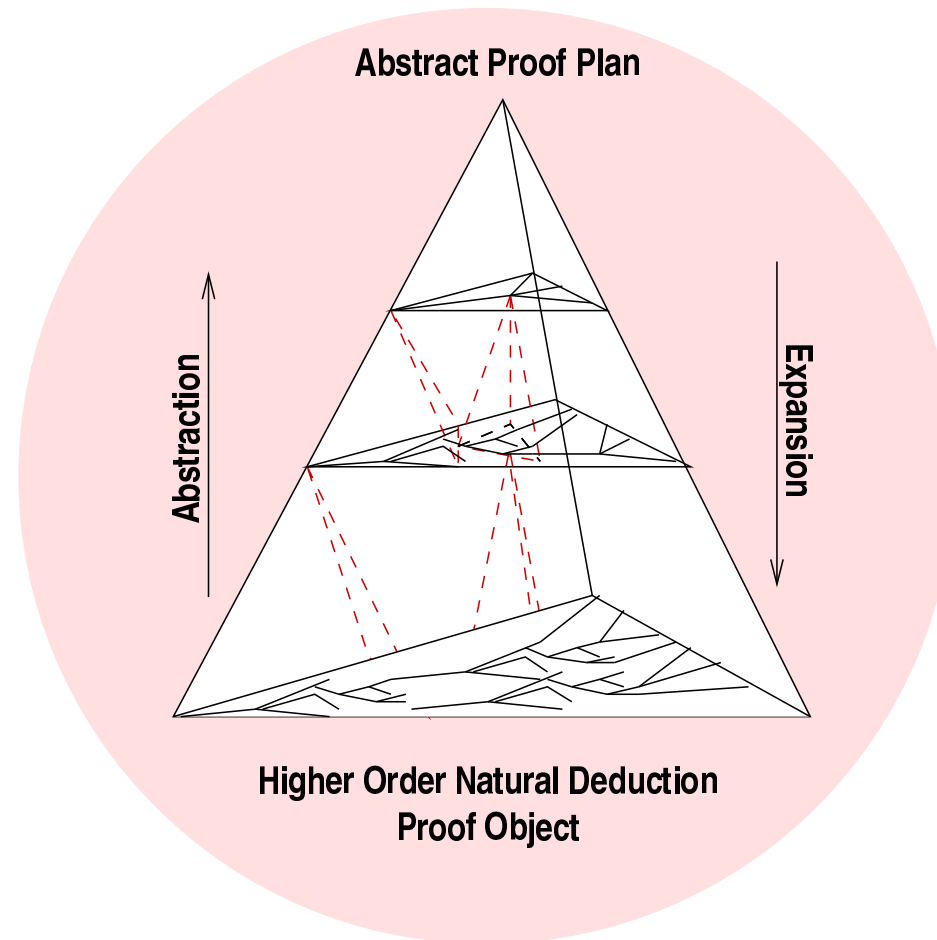 Abstract Proof Plan
Abstraction
Expansion
Higher Order Natural Deduction
Proof Object